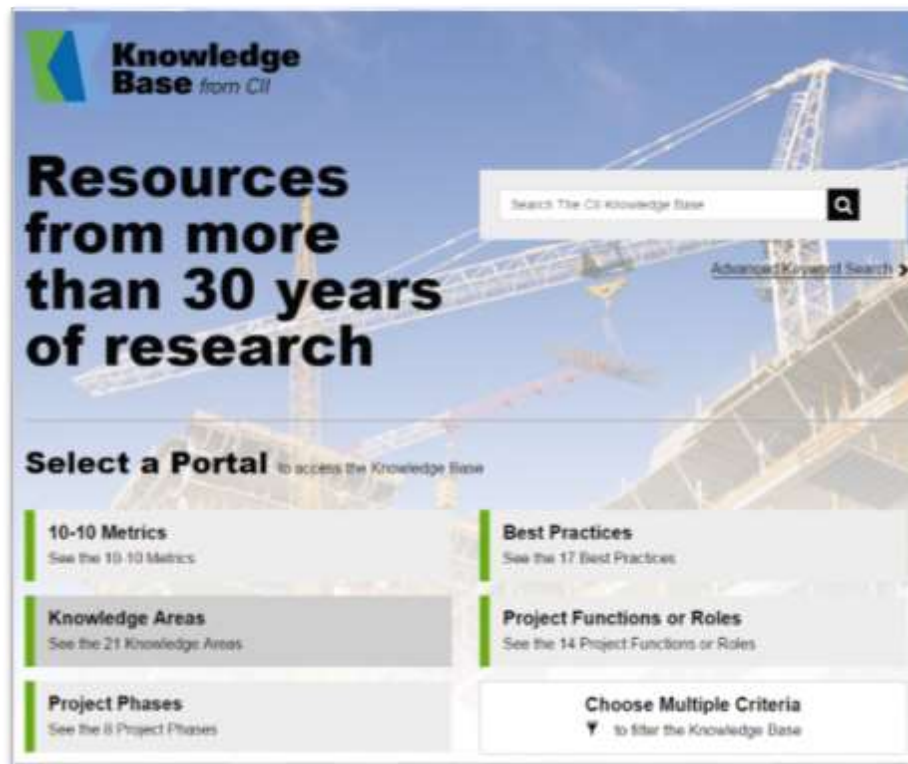 Knowledge
Base from CII
Resources
from more
than 30 years
of research
Search The CII Knowledge Base
Advanced Keyword Search
Select a Portal to access the Knowledge Base
10-10 Metrics
See the 10-10 Metrics
Best Practices
See the 17 Best Practices
Knowledge Areas
See the 21 Knowledge Areas
Project Functions or Roles
See the 14 Project Functions or Roles
Project Phases
See the 8 Project Phases
Choose Multiple Criteria
to filter the Knowledge Base